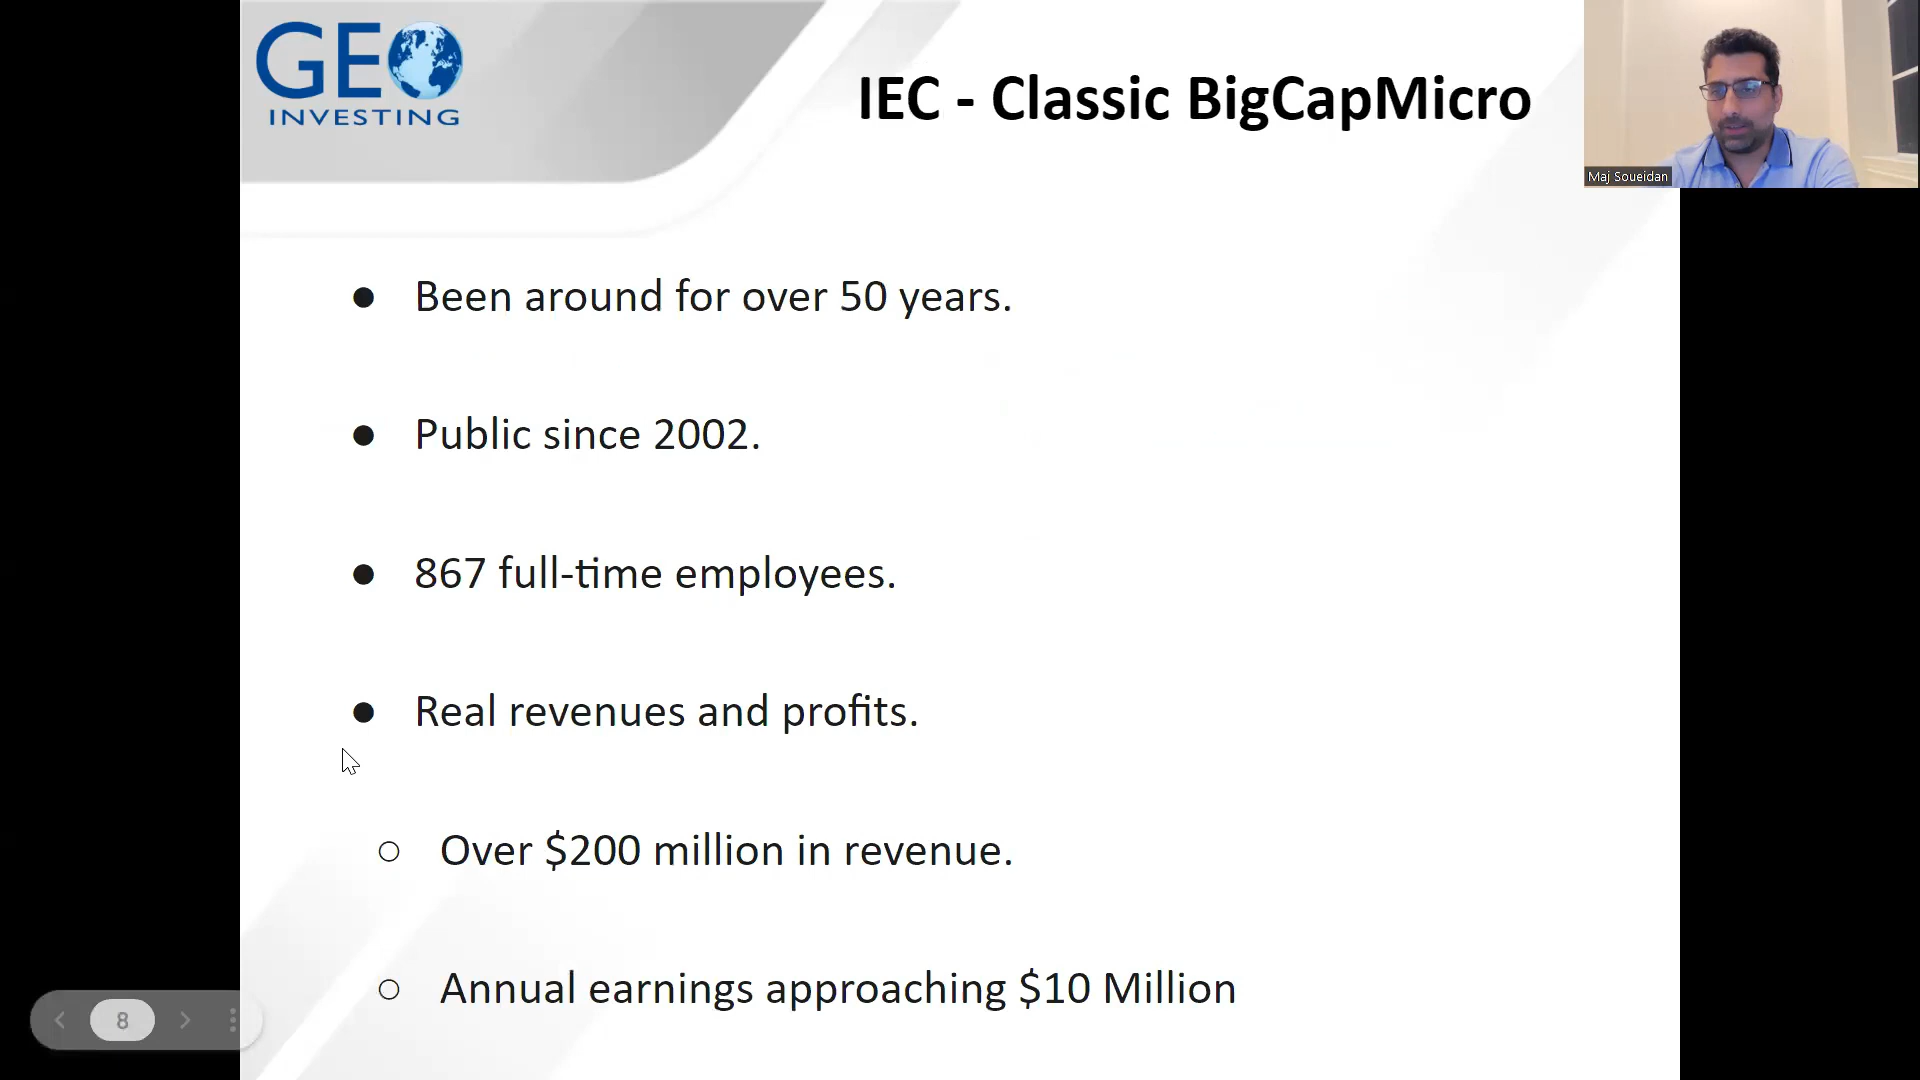 GEO
INVESTING
IEC - Classic BigCapMicro
Maj Soueidan
● Been around for over 50 years.
● Public since 2002.
● 867 full-time employees.
● Real revenues and profits.
○ Over $200 million in revenue.
○ Annual earnings approaching $10 Million
8